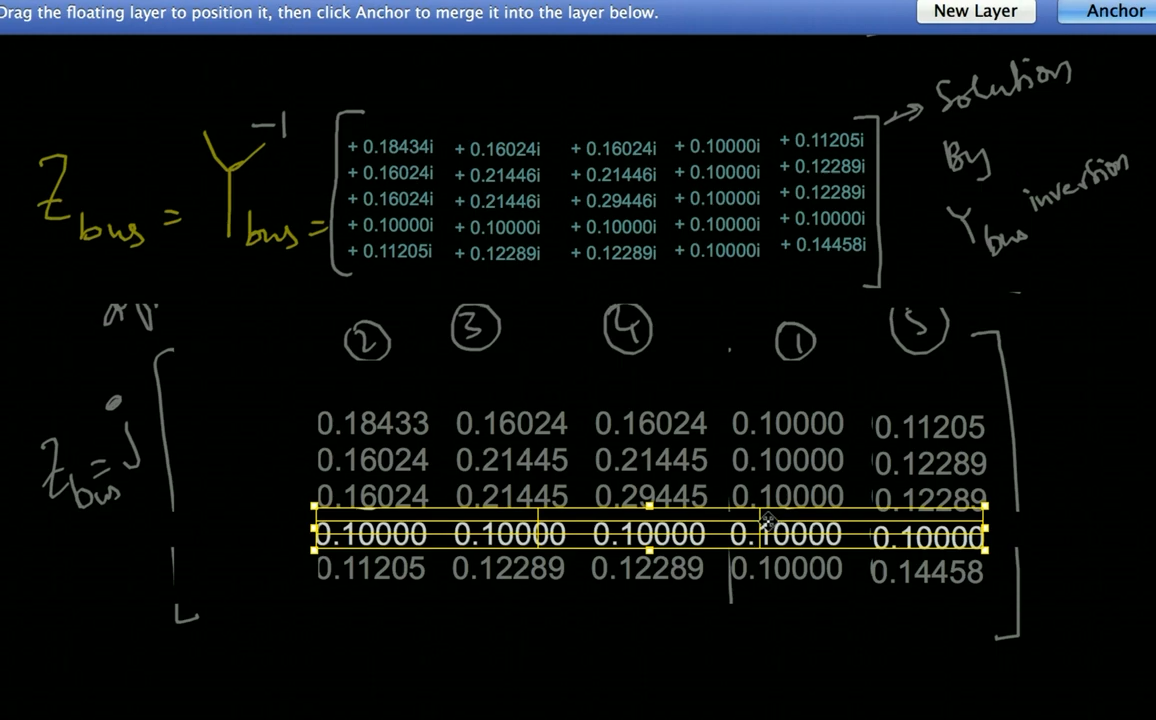 Drag the floating layer to position it, then click Anchor to merge it into the layer below.
New Layer
Anchor
Z bus = Y bus -1 =
+ 0.18434i + 0.16024i + 0.16024i + 0.10000i + 0.11205i
+ 0.16024i + 0.21446i + 0.21446i + 0.10000i + 0.12289i
+ 0.16024i + 0.21446i + 0.29446i + 0.10000i + 0.12289i
+ 0.10000i + 0.10000i + 0.10000i + 0.10000i + 0.10000i
+ 0.11205i + 0.12289i + 0.12289i + 0.10000i + 0.14458i
→ Solution
By
Y bus inversion
2 3 4 1 5
Z bus = j
0.18433 0.16024 0.16024 0.10000 0.11205
0.16024 0.21445 0.21445 0.10000 0.12289
0.16024 0.21445 0.29445 0.10000 0.12289
0.10000 0.10000 0.10000 0.10000 0.10000
0.11205 0.12289 0.12289 0.10000 0.14458